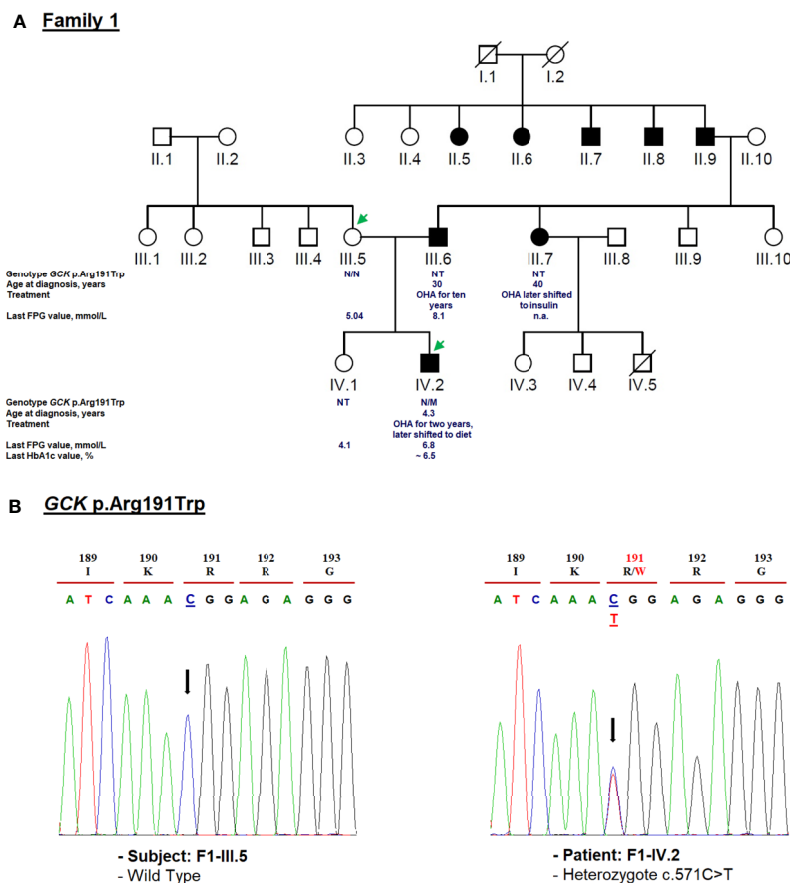 A Family 1
I.1 I.2
II.1 II.2 II.3 II.4 II.5 II.6 II.7 II.8 II.9 II.10
III.1 III.2 III.3 III.4 III.5 III.6 II.7 III.8 III.9 III.10
Genotype GCK p.Arg191Trp N/N NT NT
Age at diagnosis, years 30 40
Treatment OHA for ten years OHA later shifted to insulin
Last FPG value, mmol/L 5.04 8.1 n.a.
IV.1 IV.2 IV.3 IV.4 IV.5
Genotype GCK p.Arg191Trp NT N/M
Age at diagnosis, years 4.3
Treatment OHA for two years, later shifted to diet
Last FPG value, mmol/L 4.1 6.8
Last HbA1c value, % ~ 6.5
B GCK p.Arg191Trp
189 190 191 192 193
I K R R G
A T C A A A C G G A G A G G G
- Subject: F1-III.5
- Wild Type
189 190 191 192 193
I K R/W R G
A T C A A A C G G A G A G G G
T
- Patient: F1-IV.2
- Heterozygote c.571C>T